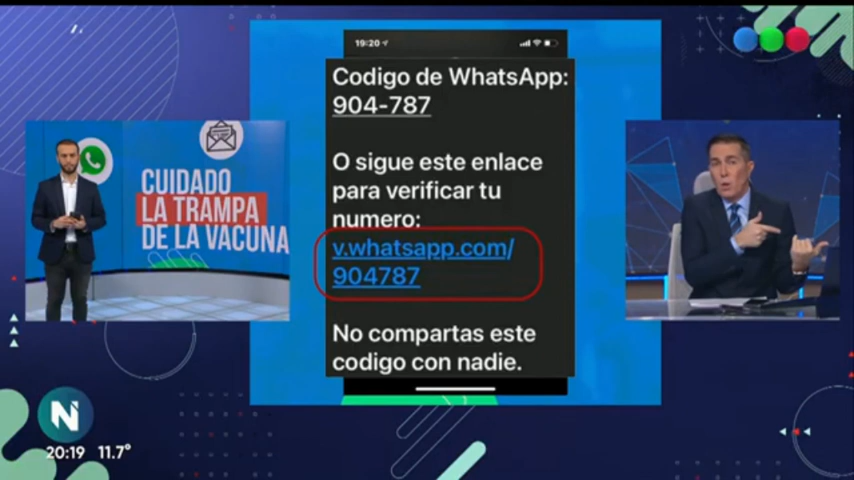 19:20
Codigo de WhatsApp:
904-787
O sigue este enlace
para verificar tu
numero:
v.whatsapp.com/
904787
No compartas este
codigo con nadie.
CUIDADO
LA TRAMPA
DE LA VACUNA
N
20:19 11.7°